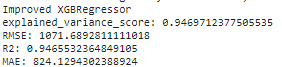 Improved XGBRegressor
explained_variance_score: 0.9469712377505535
RMSE: 1071.6892811111018
R2: 0.9465532364849105
MAE: 824.1294302388924